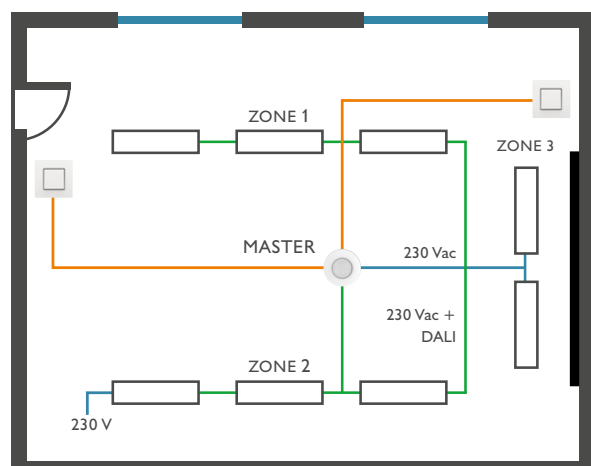 ZONE 1
ZONE 3
MASTER
230 Vac
230 Vac +
DALI
ZONE 2
230 V